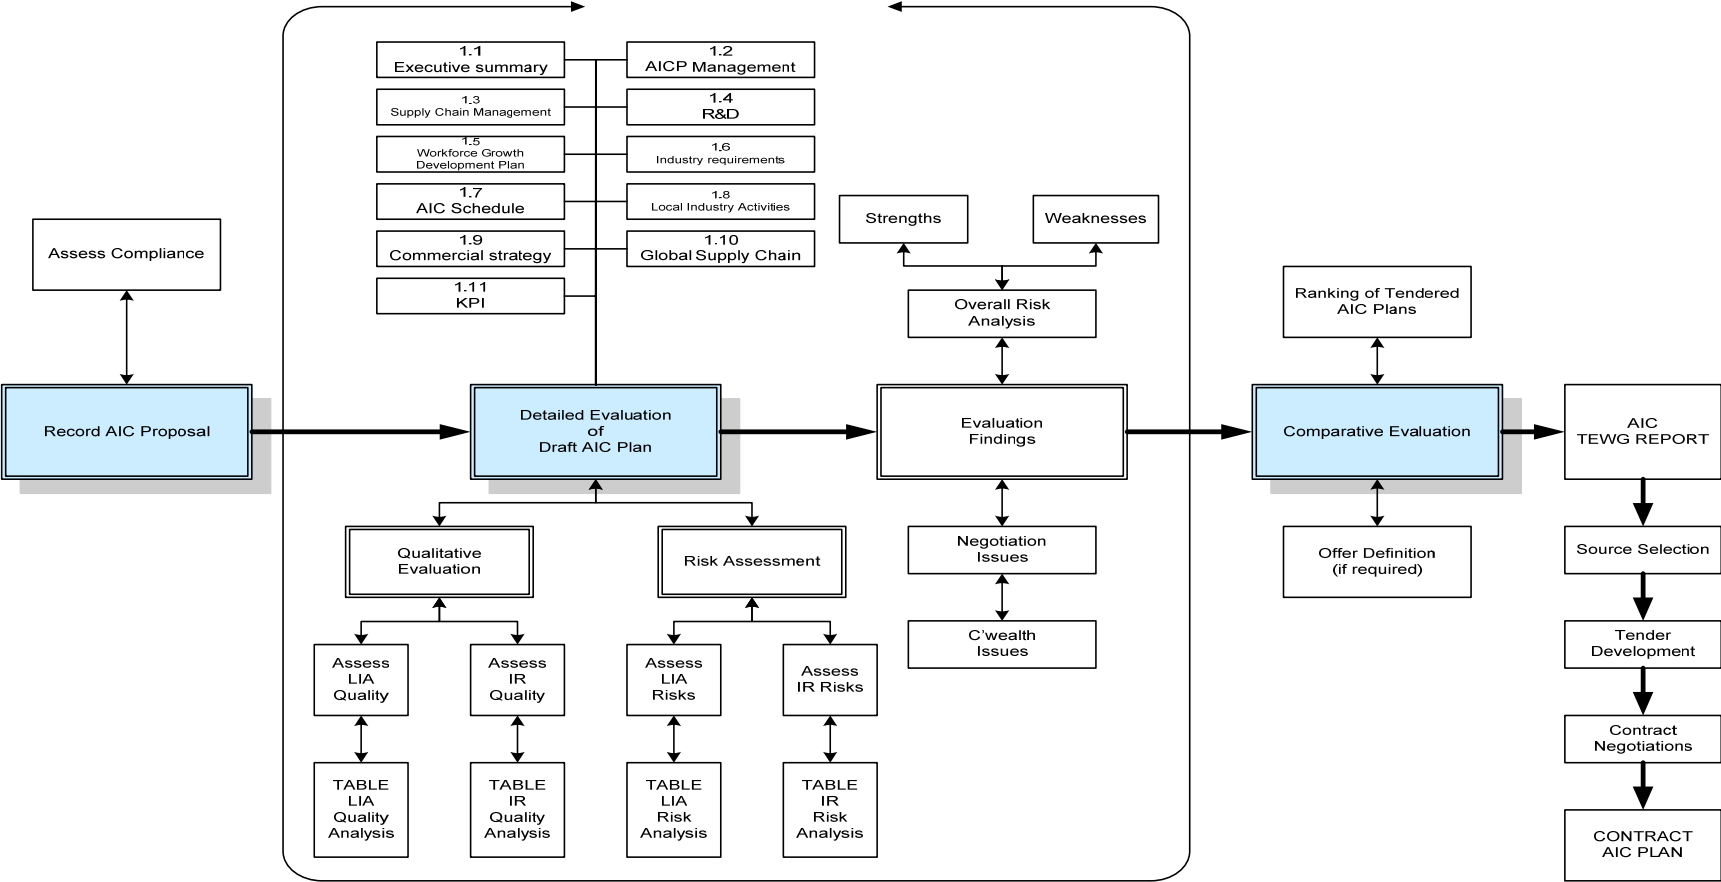 1.1
Executive summary
1.2
AICP Management
1.3
Supply Chain Management
1.4
R&D
1.5
Workforce Growth
Development Plan
1.6
Industry requirements
1.7
AIC Schedule
1.8
Local Industry Activities
1.9
Commercial strategy
1.10
Global Supply Chain
1.11
KPI
Assess Compliance
Record AIC Proposal
Detailed Evaluation
of
Draft AIC Plan
Qualitative
Evaluation
Risk Assessment
Assess
LIA
Quality
Assess
IR
Quality
Assess
LIA
Risks
Assess
IR Risks
TABLE
LIA
Quality
Analysis
TABLE
IR
Quality
Analysis
TABLE
LIA
Risk
Analysis
TABLE
IR
Risk
Analysis
Strengths
Weaknesses
Overall Risk
Analysis
Evaluation
Findings
Negotiation
Issues
C’wealth
Issues
Ranking of Tendered
AIC Plans
Comparative Evaluation
Offer Definition
(if required)
AIC
TEWG REPORT
Source Selection
Tender
Development
Contract
Negotiations
CONTRACT
AIC PLAN